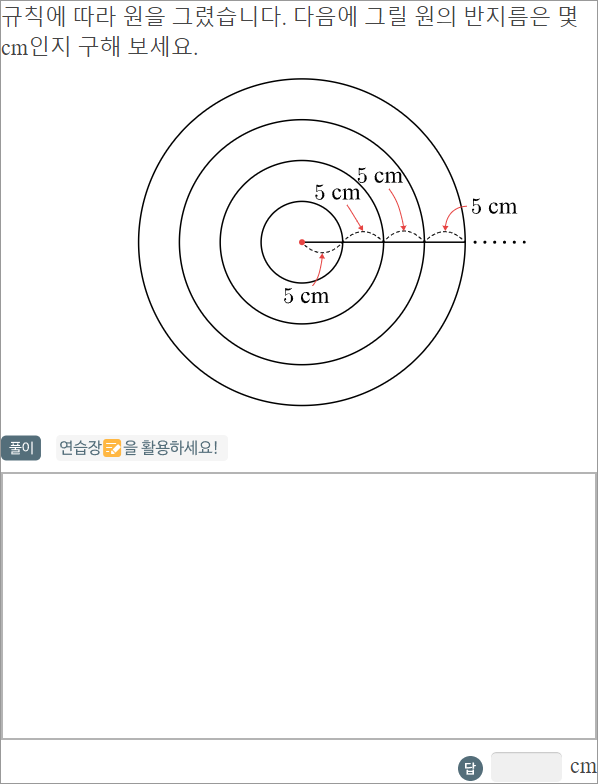 규칙에 따라 원을 그렸습니다. 다음에 그릴 원의 반지름은 몇
cm인지 구해 보세요.
5 cm
5 cm
5 cm
5 cm
풀이 연습장을 활용하세요!
답 cm